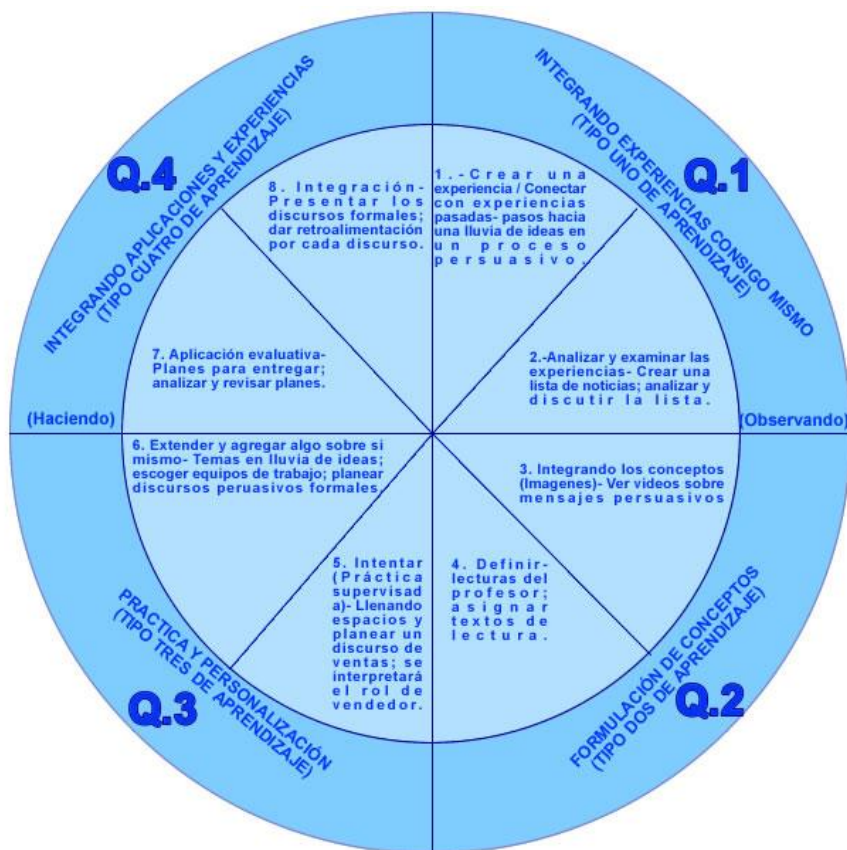 INTEGRANDO EXPERIENCIAS CONSIGO MISMO
(TIPO UNO DE APRENDIZAJE)
Q.1
1.-Crear una
experiencia / Conectar
con experiencias
pasadas- pasos hacia
una lluvia de ideas en
un proceso
persuasivo.
2.-Analizar y examinar las
experiencias- Crear una
lista de noticias; analizar y
discutir la lista.
(Observando)
3. Integrando los conceptos
(Imagenes)- Ver videos sobre
mensajes persuasivos
4. Definir-
lecturas del
profesor;
asignar
textos de
lectura.
FORMULACIÓN DE CONCEPTOS
(TIPO DOS DE APRENDIZAJE)
Q.2
5. Intentar
(Práctica
supervisad
a)- Llenando
espacios y
planear un
discurso de
ventas; se
interpretará
el rol de
vendedor.
PRACTICA Y PERSONALIZACIÓN
(TIPO TRES DE APRENDIZAJE)
Q.3
6. Extender y agregar algo sobre si
mismo- Temas en lluvia de ideas;
escoger equipos de trabajo; planear
discursos peruasivos formales.
(Haciendo)
7. Aplicación evaluativa-
Planes para entregar;
analizar y revisar planes.
8. Integración-
Presentar los
discursos formales;
dar retroalimentación
por cada discurso.
INTEGRANDO APLICACIONES Y EXPERIENCIAS
(TIPO CUATRO DE APRENDIZAJE)
Q.4